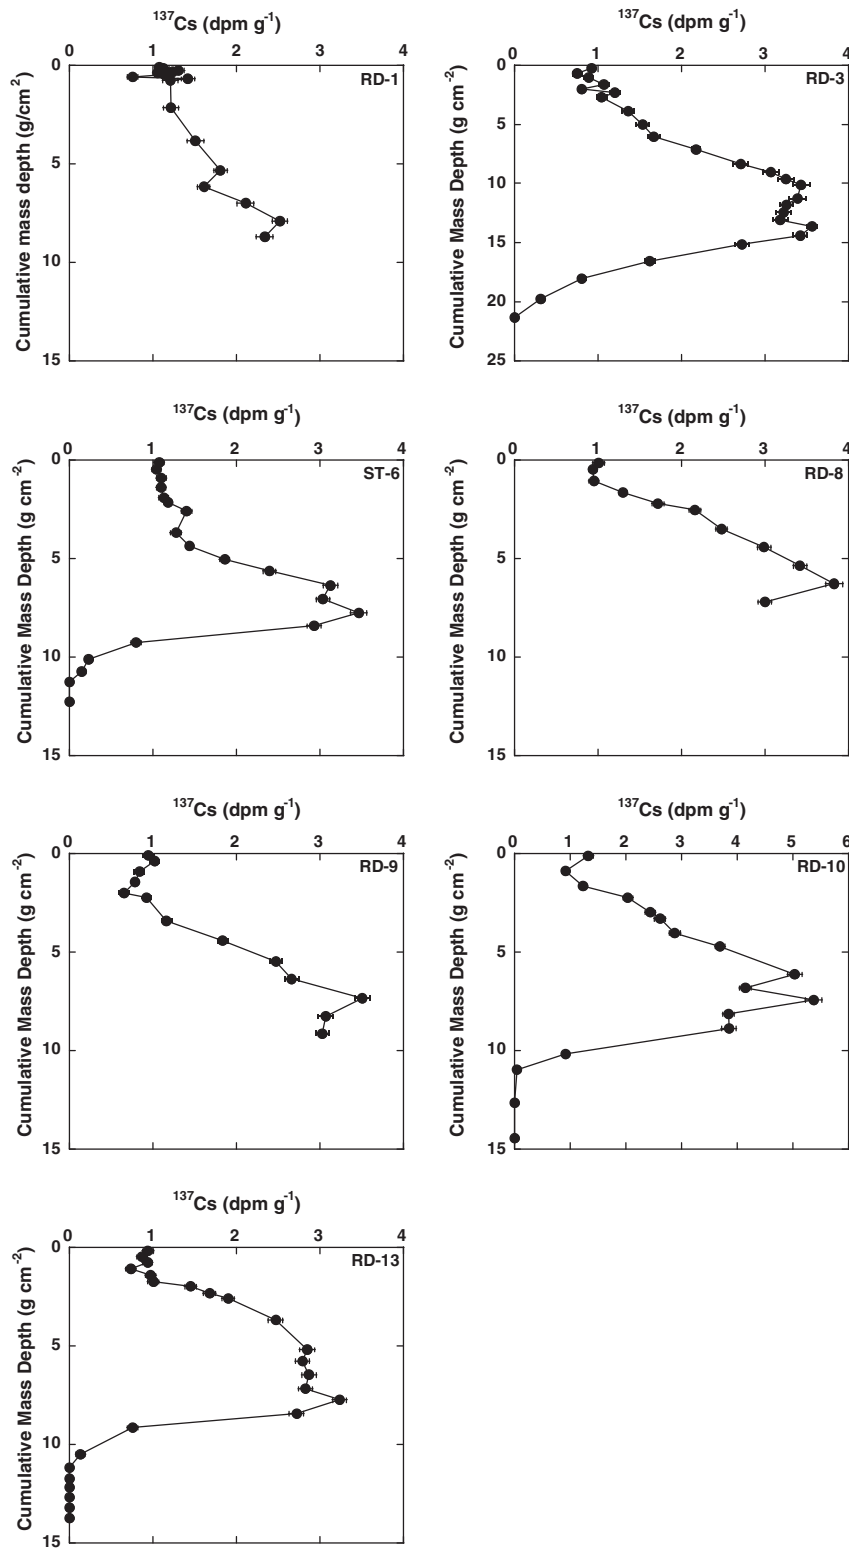 ¹³⁷Cs (dpm g⁻¹)
0 1 2 3 4
RD-1
Cumulative mass depth (g/cm²)
0
5
10
15
¹³⁷Cs (dpm g⁻¹)
0 1 2 3 4
RD-3
Cumulative Mass Depth (g cm⁻²)
0
5
10
15
20
25
¹³⁷Cs (dpm g⁻¹)
0 1 2 3 4
ST-6
Cumulative Mass Depth (g cm⁻²)
0
5
10
15
¹³⁷Cs (dpm g⁻¹)
0 1 2 3 4
RD-8
Cumulative Mass Depth (g cm⁻²)
0
5
10
15
¹³⁷Cs (dpm g⁻¹)
0 1 2 3 4
RD-9
Cumulative Mass Depth (g cm⁻²)
0
5
10
15
¹³⁷Cs (dpm g⁻¹)
0 1 2 3 4 5 6
RD-10
Cumulative Mass Depth (g cm⁻²)
0
5
10
15
¹³⁷Cs (dpm g⁻¹)
0 1 2 3 4
RD-13
Cumulative Mass Depth (g cm⁻²)
0
5
10
15